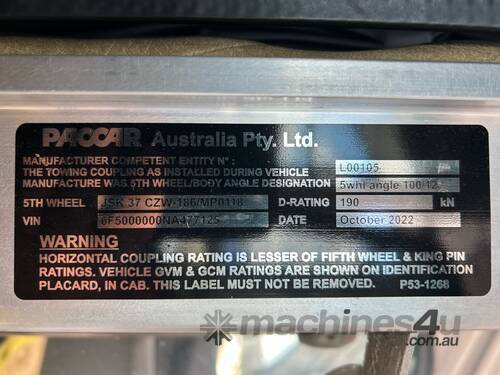 PACCAR Australia Pty. Ltd.
MANUFACTURER COMPETENT ENTITY N° : L00105
THE TOWING COUPLING AS INSTALLED DURING VEHICLE
MANUFACTURE WAS 5TH WHEEL/BODY ANGLE DESIGNATION 5whl angle 100/12
5TH WHEEL JSK 37 CZW-186/MP0118 D-RATING 190 kN
VIN 6F5000000NA477125 DATE October 2022
WARNING
HORIZONTAL COUPLING RATING IS LESSER OF FIFTH WHEEL & KING PIN
RATINGS. VEHICLE GVM & GCM RATINGS ARE SHOWN ON IDENTIFICATION
PLACARD, IN CAB. THIS LABEL MUST NOT BE REMOVED. P53-1268
machines4u
.com.au